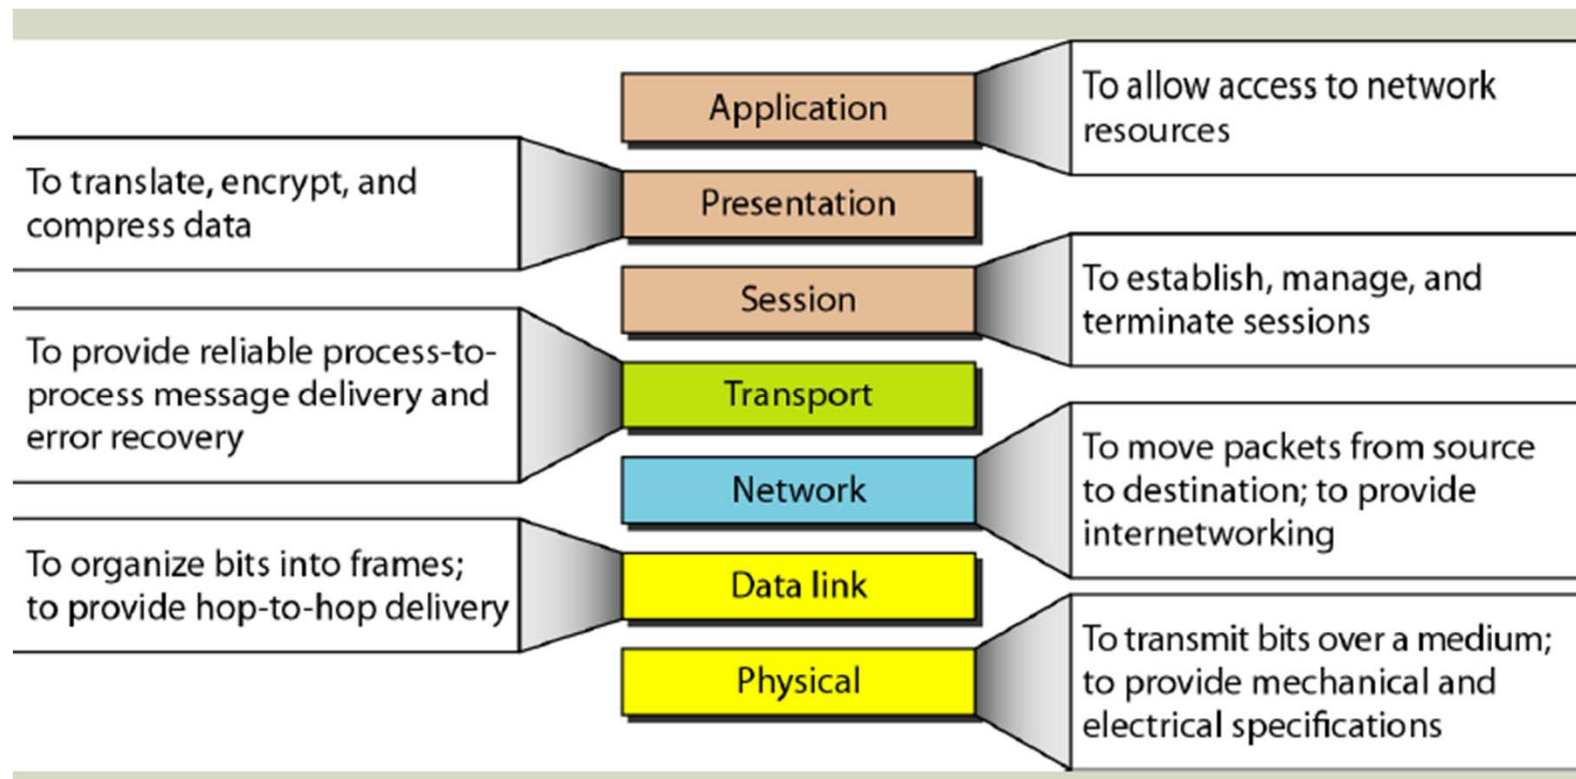 Application
To allow access to network
resources
Presentation
To translate, encrypt, and
compress data
Session
To establish, manage, and
terminate sessions
Transport
To provide reliable process-to-
process message delivery and
error recovery
Network
To move packets from source
to destination; to provide
internetworking
Data link
To organize bits into frames;
to provide hop-to-hop delivery
Physical
To transmit bits over a medium;
to provide mechanical and
electrical specifications